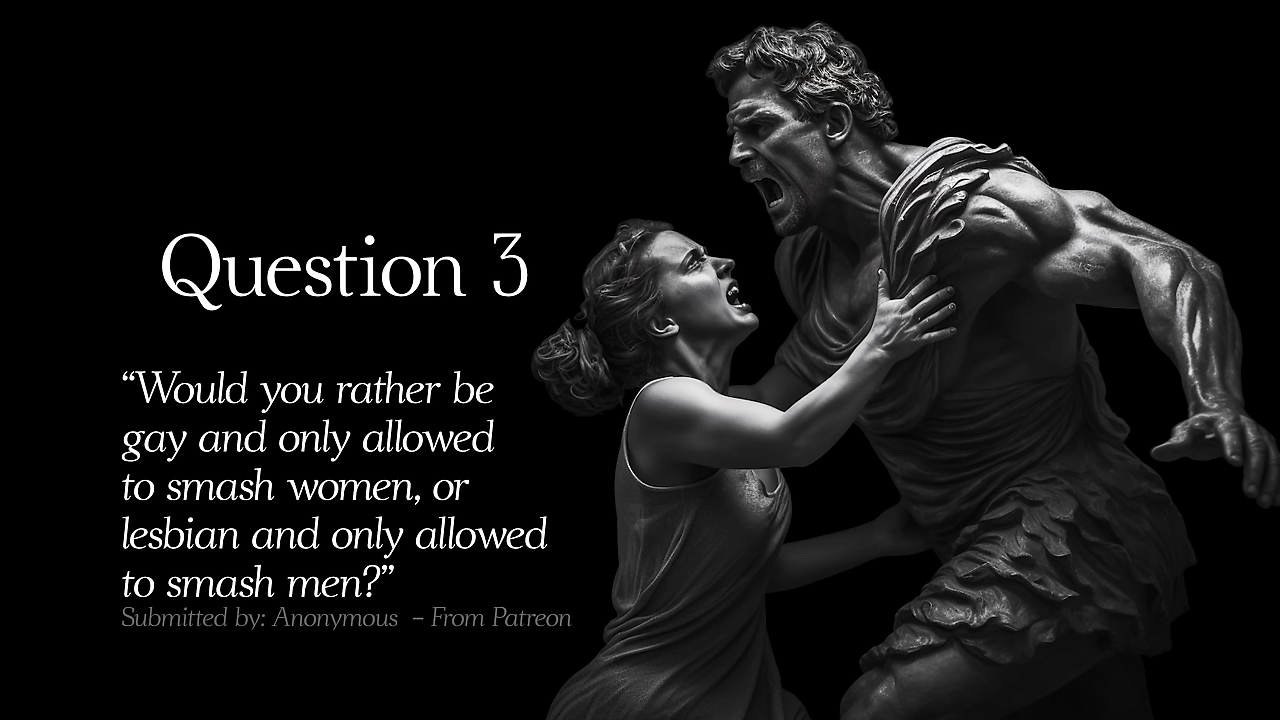 Question 3
“Would you rather be
gay and only allowed
to smash women, or
lesbian and only allowed
to smash men?”
Submitted by: Anonymous – From Patreon